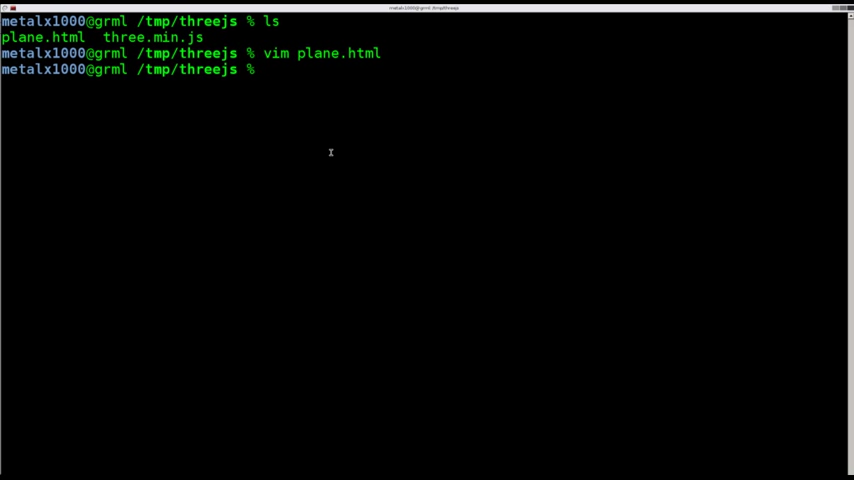 metalx1000@grml /tmp/threejs % ls
plane.html  three.min.js
metalx1000@grml /tmp/threejs % vim plane.html
metalx1000@grml /tmp/threejs %